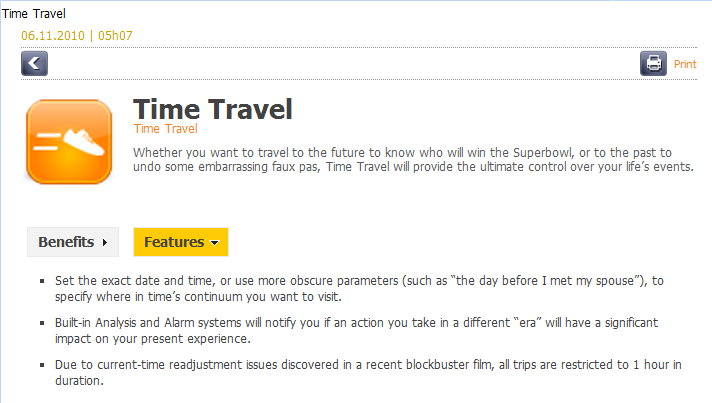 Time Travel
06.11.2010 | 05h07
Print
Time Travel
Time Travel
Whether you want to travel to the future to know who will win the Superbowl, or to the past to
undo some embarrassing faux pas, Time Travel will provide the ultimate control over your life’s events.
Benefits
Features
Set the exact date and time, or use more obscure parameters (such as “the day before I met my spouse”), to
specify where in time’s continuum you want to visit.
Built-in Analysis and Alarm systems will notify you if an action you take in a different “era” will have a significant
impact on your present experience.
Due to current-time readjustment issues discovered in a recent blockbuster film, all trips are restricted to 1 hour in
duration.